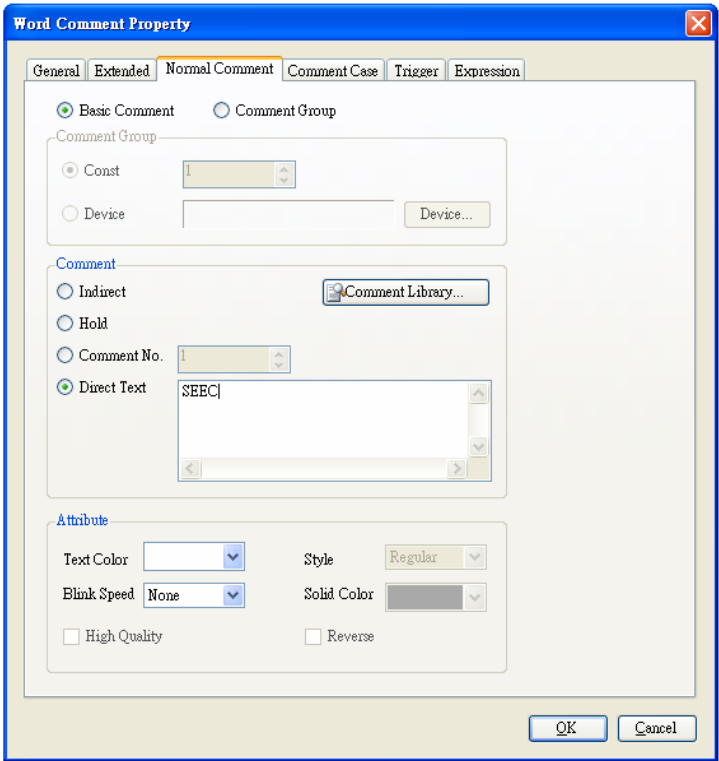 Word Comment Property
General Extended Normal Comment Comment Case Trigger Expression
Basic Comment Comment Group
Comment Group
Const 1
Device Device...
Comment
Indirect Comment Library...
Hold
Comment No. 1
Direct Text SEEC
Attribute
Text Color Style Regular
Blink Speed None Solid Color
High Quality Reverse
OK Cancel